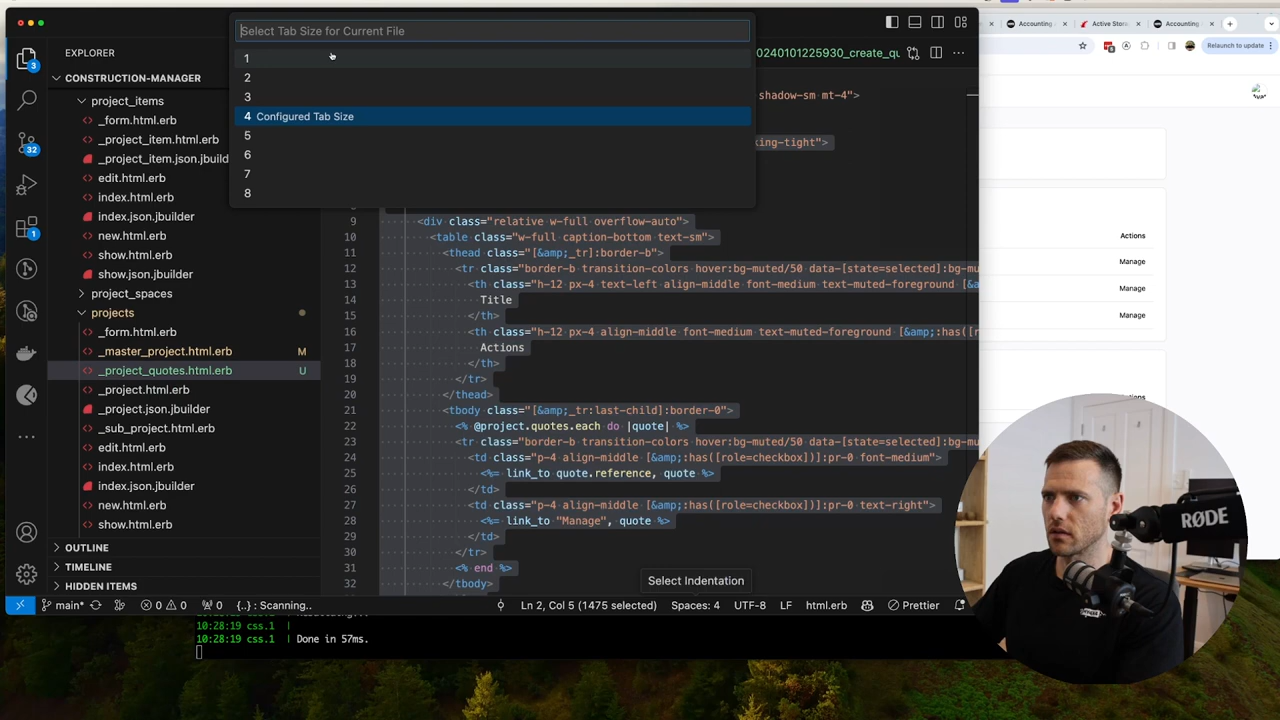 Select Tab Size for Current File
1
2
3
4 Configured Tab Size
5
6
7
8
Accounting
Active Stora
Accounting
Relaunch to update
EXPLORER
3
CONSTRUCTION-MANAGER
project_items
_form.html.erb
_project_item.html.erb
_project_item.json.jbuild
edit.html.erb
index.html.erb
index.json.jbuilder
new.html.erb
show.html.erb
show.json.jbuilder
project_spaces
projects
_form.html.erb
_master_project.html.erb M
_project_quotes.html.erb U
_project.html.erb
_project.json.jbuilder
_sub_project.html.erb
edit.html.erb
index.html.erb
index.json.jbuilder
new.html.erb
show.html.erb
OUTLINE
TIMELINE
HIDDEN ITEMS
32
1
0240101225930_create_qu
shadow-sm mt-4">
king-tight">
9 <div class="relative w-full overflow-auto">
10 <table class="w-full caption-bottom text-sm">
11 <thead class="[&amp;_tr]:border-b">
12 <tr class="border-b transition-colors hover:bg-muted/50 data-[state=selected]:bg-mu
13 <th class="h-12 px-4 text-left align-middle font-medium text-muted-foreground [&a
14 Title
15 </th>
16 <th class="h-12 px-4 align-middle font-medium text-muted-foreground [&amp;:has([r
17 Actions
18 </th>
19 </tr>
20 </thead>
21 <tbody class="[&amp;_tr:last-child]:border-0">
22 <% @project.quotes.each do |quote| %>
23 <tr class="border-b transition-colors hover:bg-muted/50 data-[state=selected]:bg-mu
24 <td class="p-4 align-middle [&amp;:has([role=checkbox])]:pr-0 font-medium">
25 <%= link_to quote.reference, quote %>
26 </td>
27 <td class="p-4 align-middle [&amp;:has([role=checkbox])]:pr-0 text-right">
28 <%= link_to "Manage", quote %>
29 </td>
30 </tr>
31 <% end %>
32 </tbody>
Select Indentation
main* 0 0 0 {..} : Scanning.. Ln 2, Col 5 (1475 selected) Spaces: 4 UTF-8 LF html.erb Prettier
10:28:19 css.1 |
10:28:19 css.1 | Done in 57ms.
Actions
Manage
Manage
Manage
RØDE